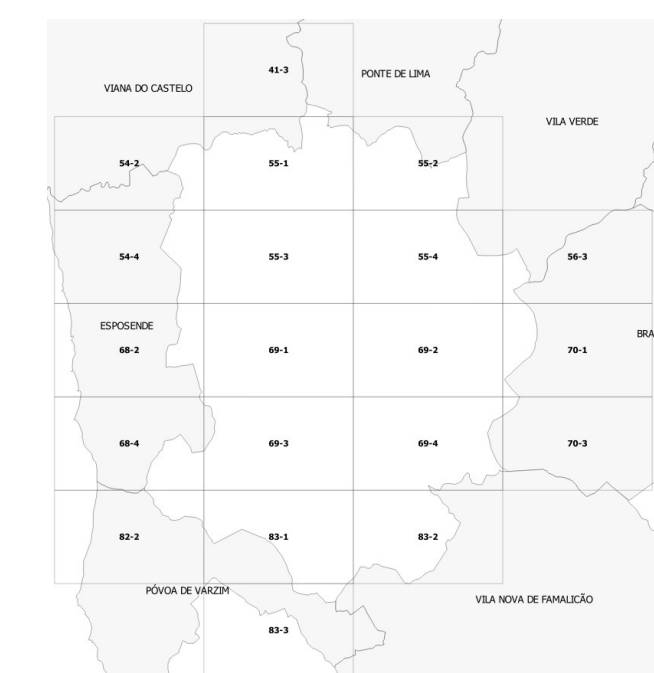 41-3
PONTE DE LIMA
VIANA DO CASTELO
VILA VERDE
54-2
55-1
55-2
54-4
55-3
55-4
56-3
ESPOSENDE
BRA
68-2
69-1
69-2
70-1
68-4
69-3
69-4
70-3
82-2
83-1
83-2
PÓVOA DE VARZIM
VILA NOVA DE FAMALICÃO
83-3